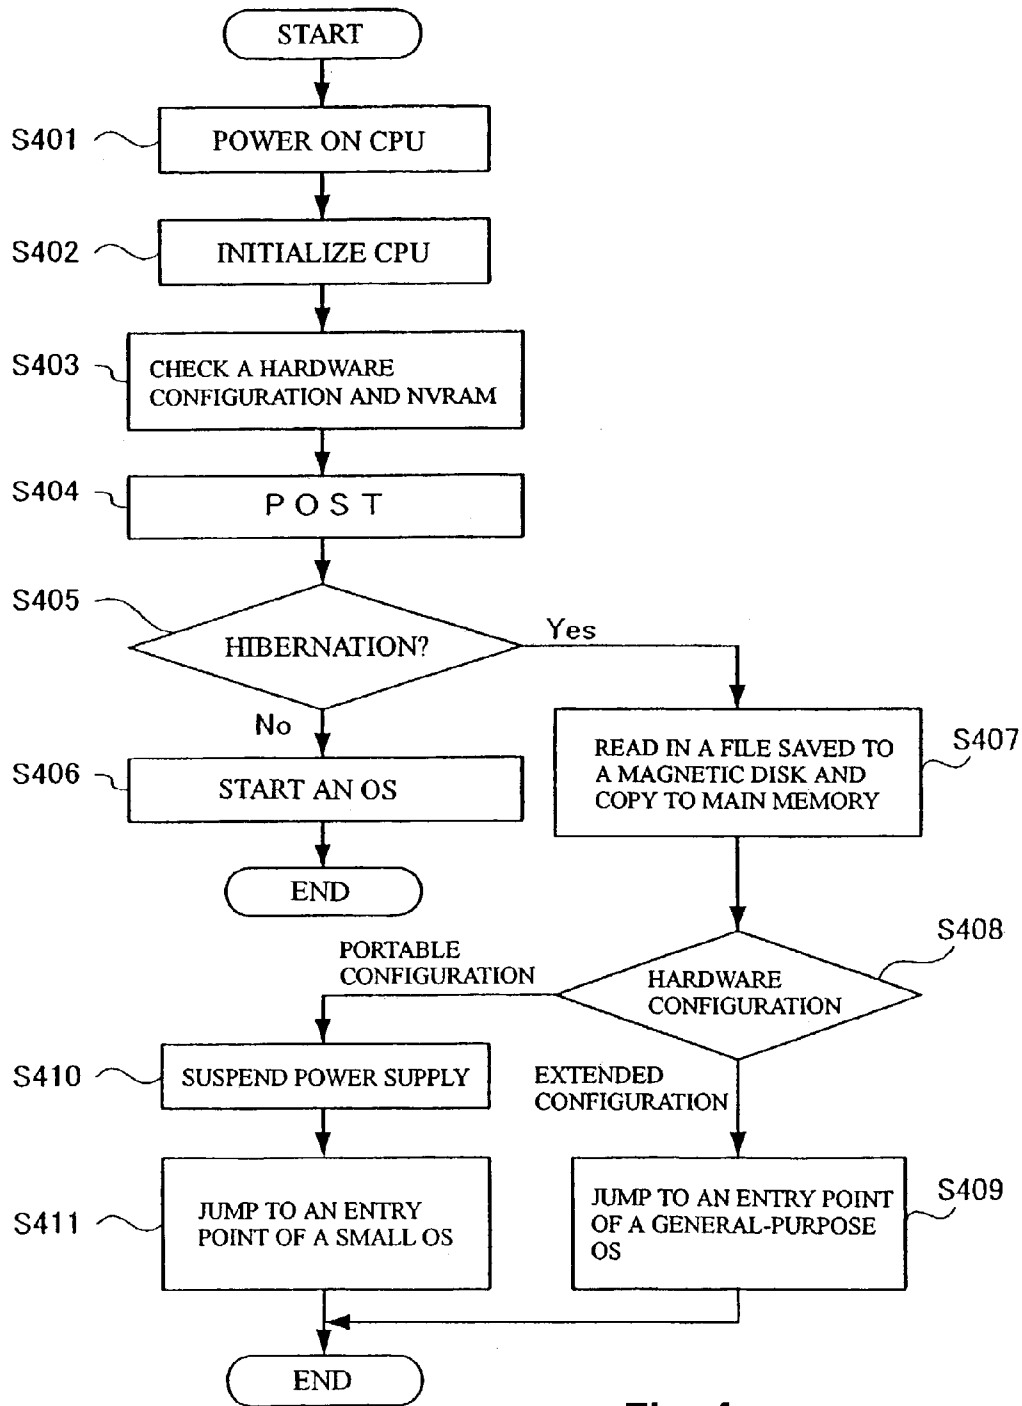 START
S401
POWER ON CPU
S402
INITIALIZE CPU
S403
CHECK A HARDWARE
CONFIGURATION AND NVRAM
S404
POST
S405
HIBERNATION?
Yes
No
S406
START AN OS
S407
READ IN A FILE SAVED TO
A MAGNETIC DISK AND
COPY TO MAIN MEMORY
END
S408
HARDWARE
CONFIGURATION
PORTABLE
CONFIGURATION
S410
SUSPEND POWER SUPPLY
EXTENDED
CONFIGURATION
S411
JUMP TO AN ENTRY
POINT OF A SMALL OS
S409
JUMP TO AN ENTRY POINT
OF A GENERAL-PURPOSE
OS
END